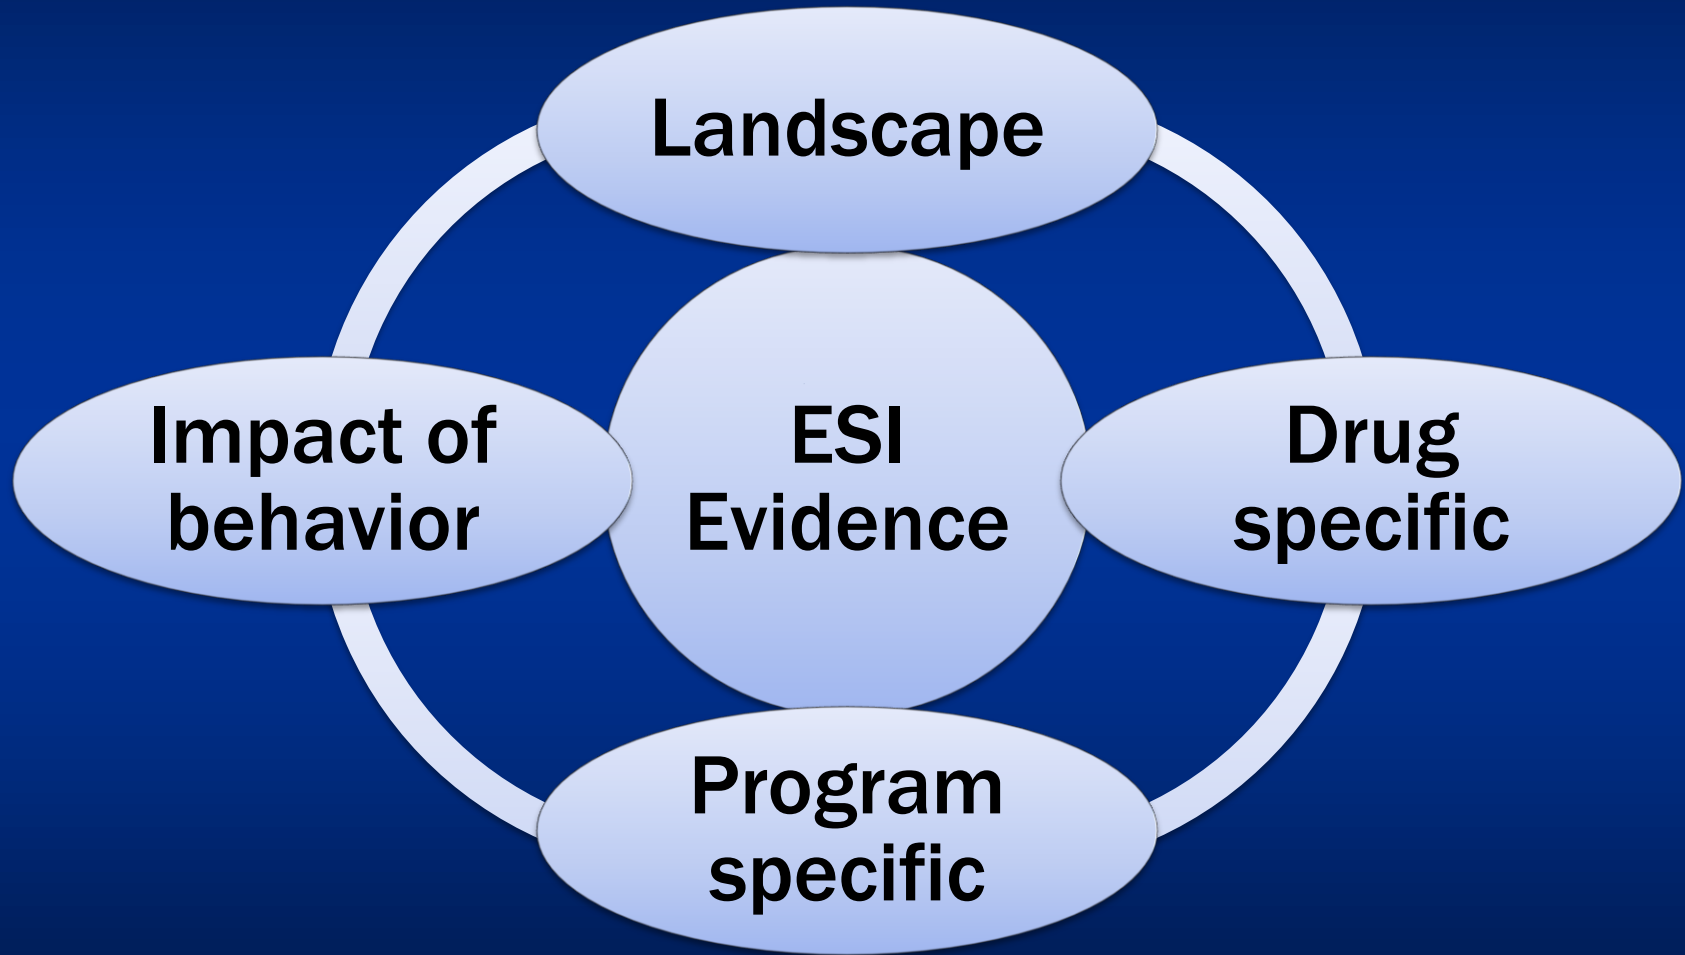 Landscape
Impact of
behavior
ESI
Evidence
Drug
specific
Program
specific